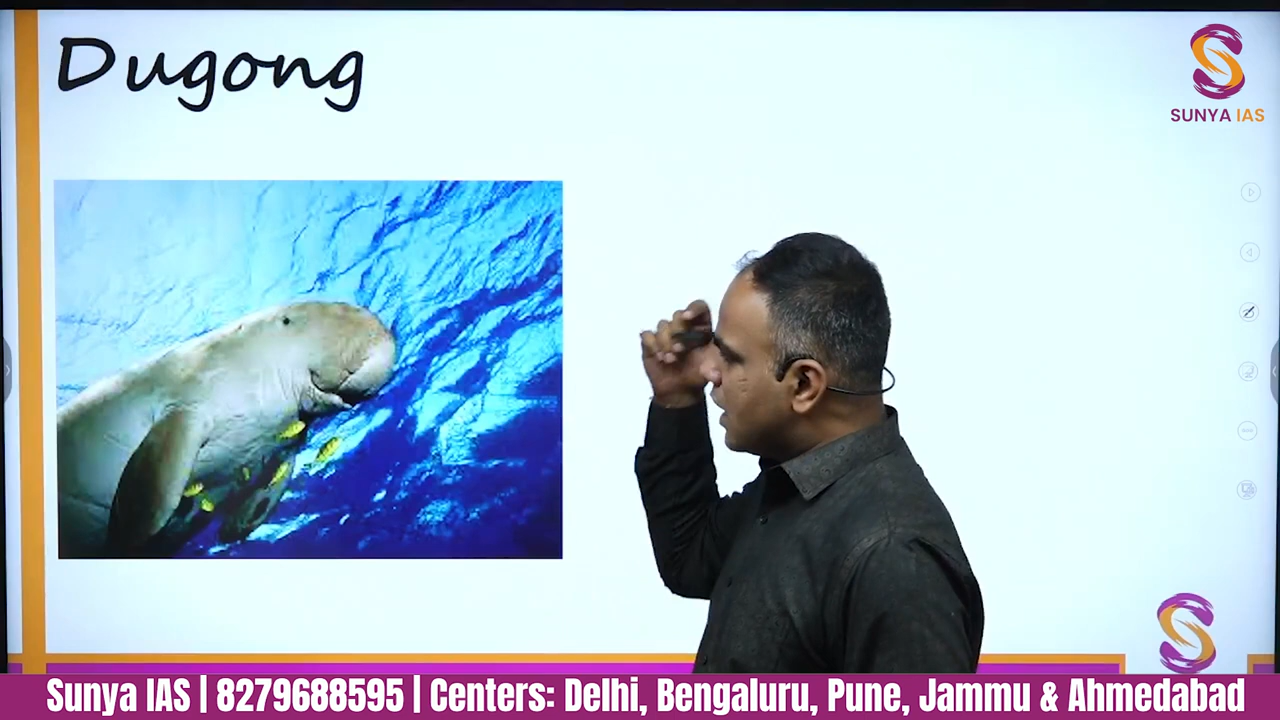 Dugong
SUNYA IAS
Sunya IAS | 8279688595 | Centers: Delhi, Bengaluru, Pune, Jammu & Ahmedabad